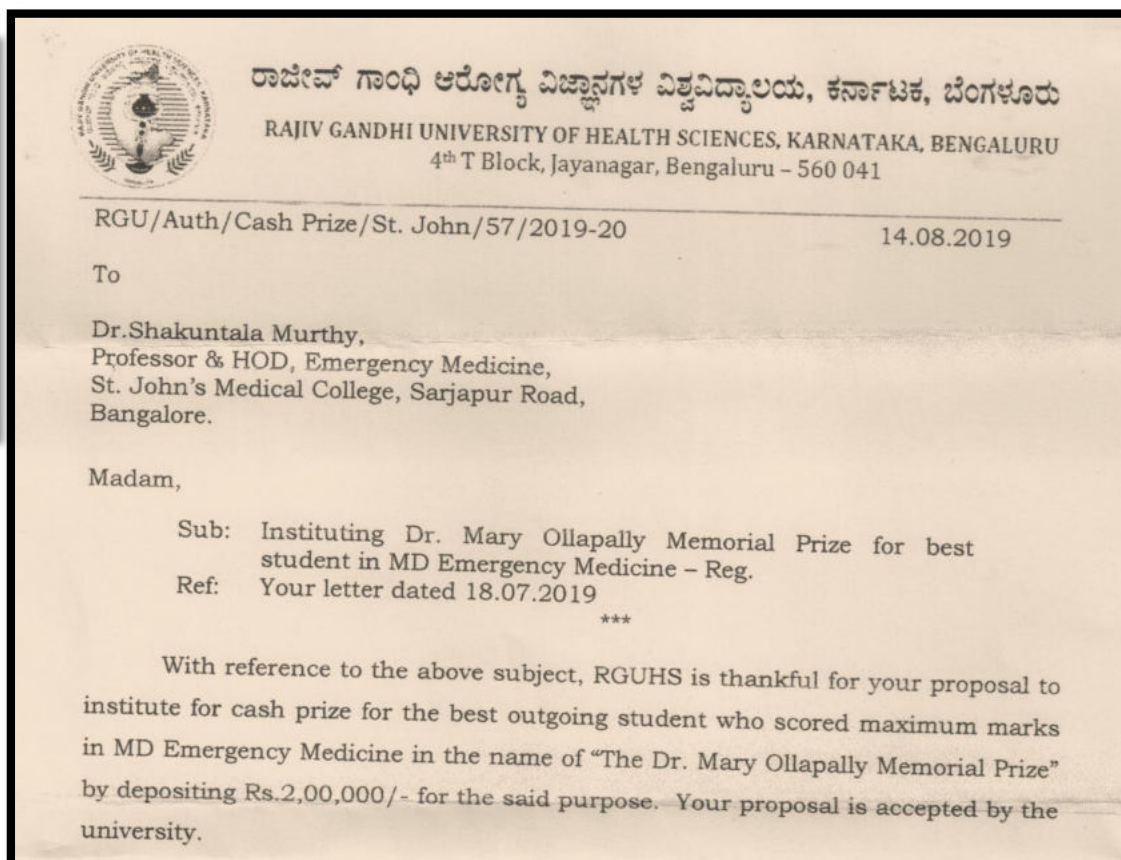 ರಾಜೀವ್ ಗಾಂಧಿ ಆರೋಗ್ಯ ವಿಜ್ಞಾನಗಳ ವಿಶ್ವವಿದ್ಯಾಲಯ, ಕರ್ನಾಟಕ, ಬೆಂಗಳೂರು
RAJIV GANDHI UNIVERSITY OF HEALTH SCIENCES, KARNATAKA, BENGALURU
4th T Block, Jayanagar, Bengaluru – 560 041
RGU/Auth/Cash Prize/St. John/57/2019-20 14.08.2019
To
Dr.Shakuntala Murthy,
Professor & HOD, Emergency Medicine,
St. John's Medical College, Sarjapur Road,
Bangalore.
Madam,
Sub: Instituting Dr. Mary Ollapally Memorial Prize for best
student in MD Emergency Medicine – Reg.
Ref: Your letter dated 18.07.2019
***
With reference to the above subject, RGUHS is thankful for your proposal to
institute for cash prize for the best outgoing student who scored maximum marks
in MD Emergency Medicine in the name of “The Dr. Mary Ollapally Memorial Prize”
by depositing Rs.2,00,000/- for the said purpose. Your proposal is accepted by the
university.